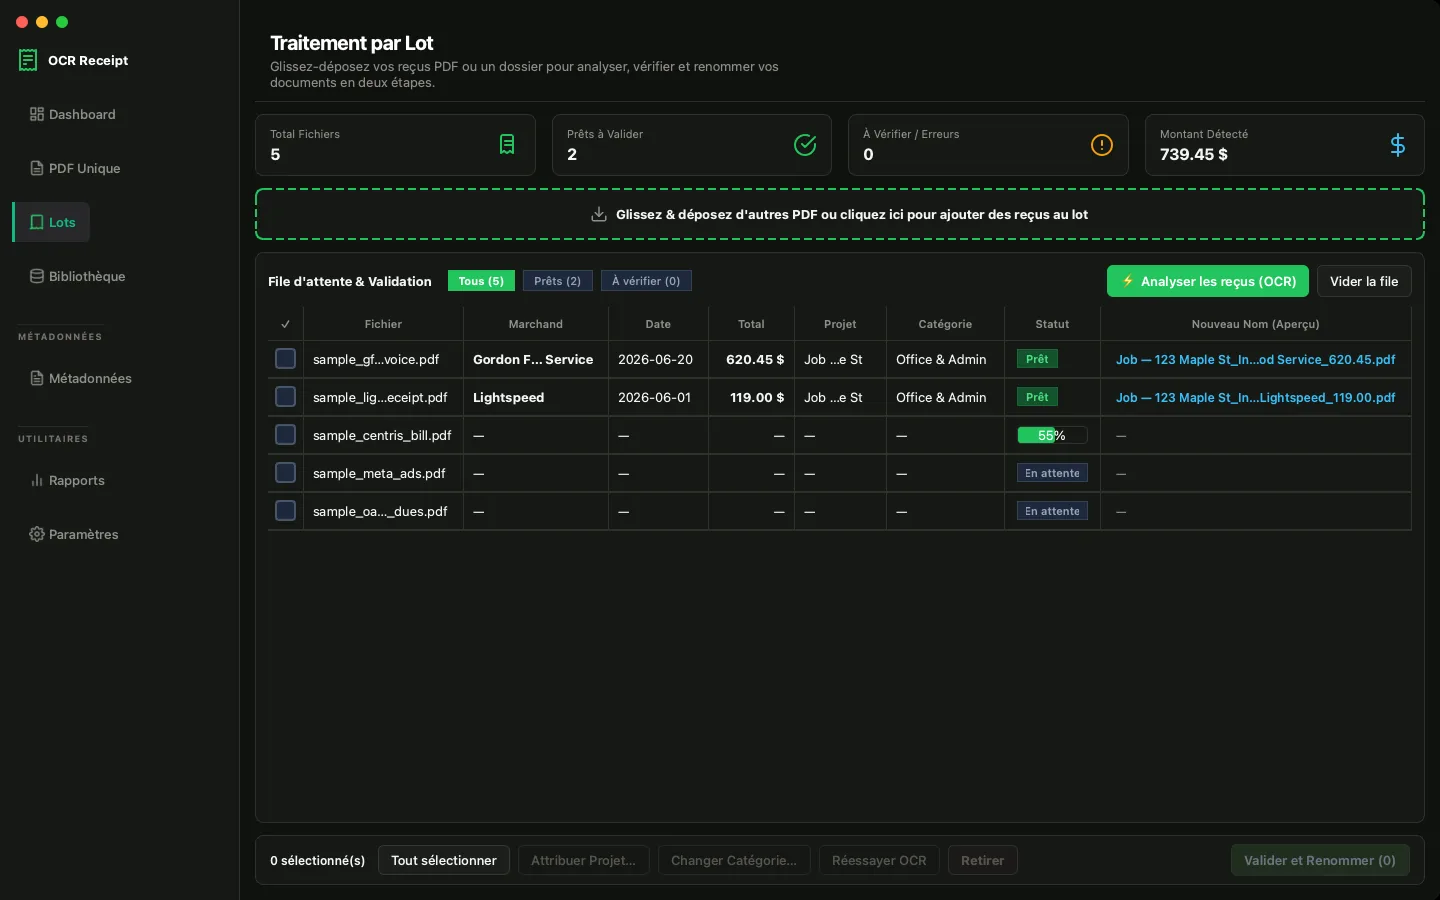 OCR Receipt
Dashboard
PDF Unique
Lots
Bibliothèque
MÉTADONNÉES
Métadonnées
UTILITAIRES
Rapports
Paramètres
Traitement par Lot
Glissez-déposez vos reçus PDF ou un dossier pour analyser, vérifier et renommer vos
documents en deux étapes.
Total Fichiers
5
Prêts à Valider
2
À Vérifier / Erreurs
0
Montant Détecté
739.45 $
Glissez & déposez d'autres PDF ou cliquez ici pour ajouter des reçus au lot
File d'attente & Validation Tous (5) Prêts (2) À vérifier (0) ⚡ Analyser les reçus (OCR) Vider la file
✓ Fichier Marchand Date Total Projet Catégorie Statut Nouveau Nom (Aperçu)
sample_gf...voice.pdf Gordon F... Service 2026-06-20 620.45 $ Job ...e St Office & Admin Prêt Job — 123 Maple St_In...od Service_620.45.pdf
sample_lig...eceipt.pdf Lightspeed 2026-06-01 119.00 $ Job ...e St Office & Admin Prêt Job — 123 Maple St_In...Lightspeed_119.00.pdf
sample_centris_bill.pdf — — — — — 55% —
sample_meta_ads.pdf — — — — — En attente —
sample_oa..._dues.pdf — — — — — En attente —
0 sélectionné(s) Tout sélectionner Attribuer Projet... Changer Catégorie... Réessayer OCR Retirer Valider et Renommer (0)